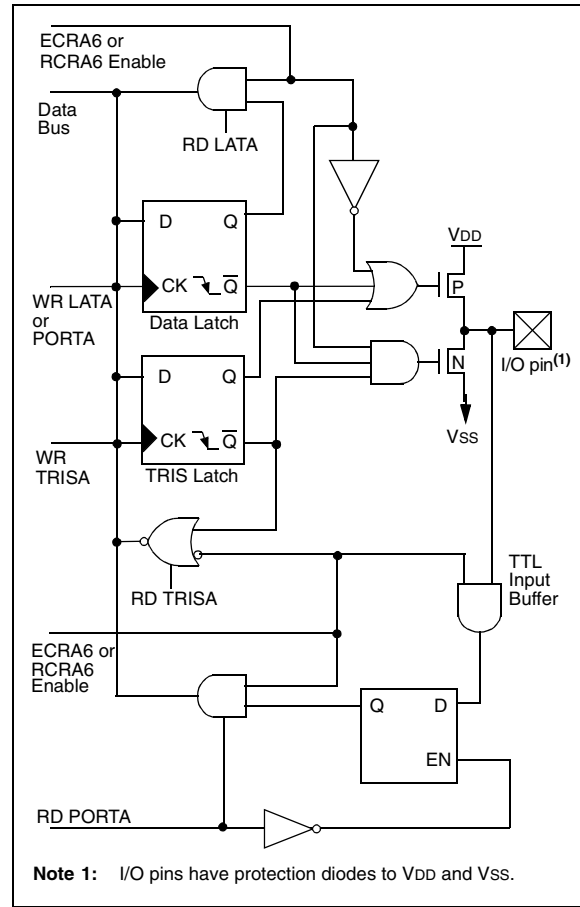 ECRA6 or
RCRA6 Enable
Data
Bus
RD LATA
VDD
D Q
P
CK Q
WR LATA
or
PORTA
Data Latch
N
I/O pin(1)
D Q
VSS
CK Q
WR
TRISA
TRIS Latch
TTL
Input
Buffer
RD TRISA
ECRA6 or
RCRA6
Enable
Q D
EN
RD PORTA
Note 1: I/O pins have protection diodes to VDD and VSS.